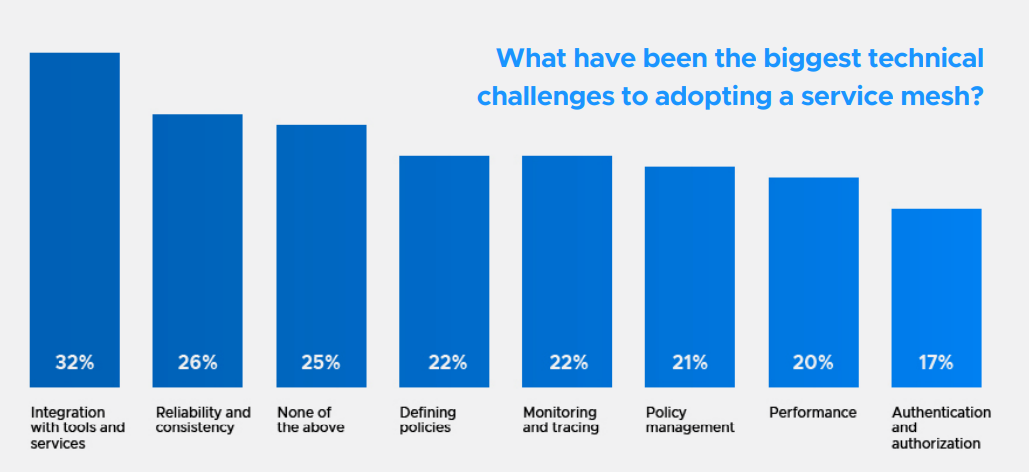 What have been the biggest technical
challenges to adopting a service mesh?
32%
26%
25%
22%
22%
21%
20%
17%
Integration
with tools and
services
Reliability and
consistency
None of
the above
Defining
policies
Monitoring
and tracing
Policy
management
Performance
Authentication
and
authorization